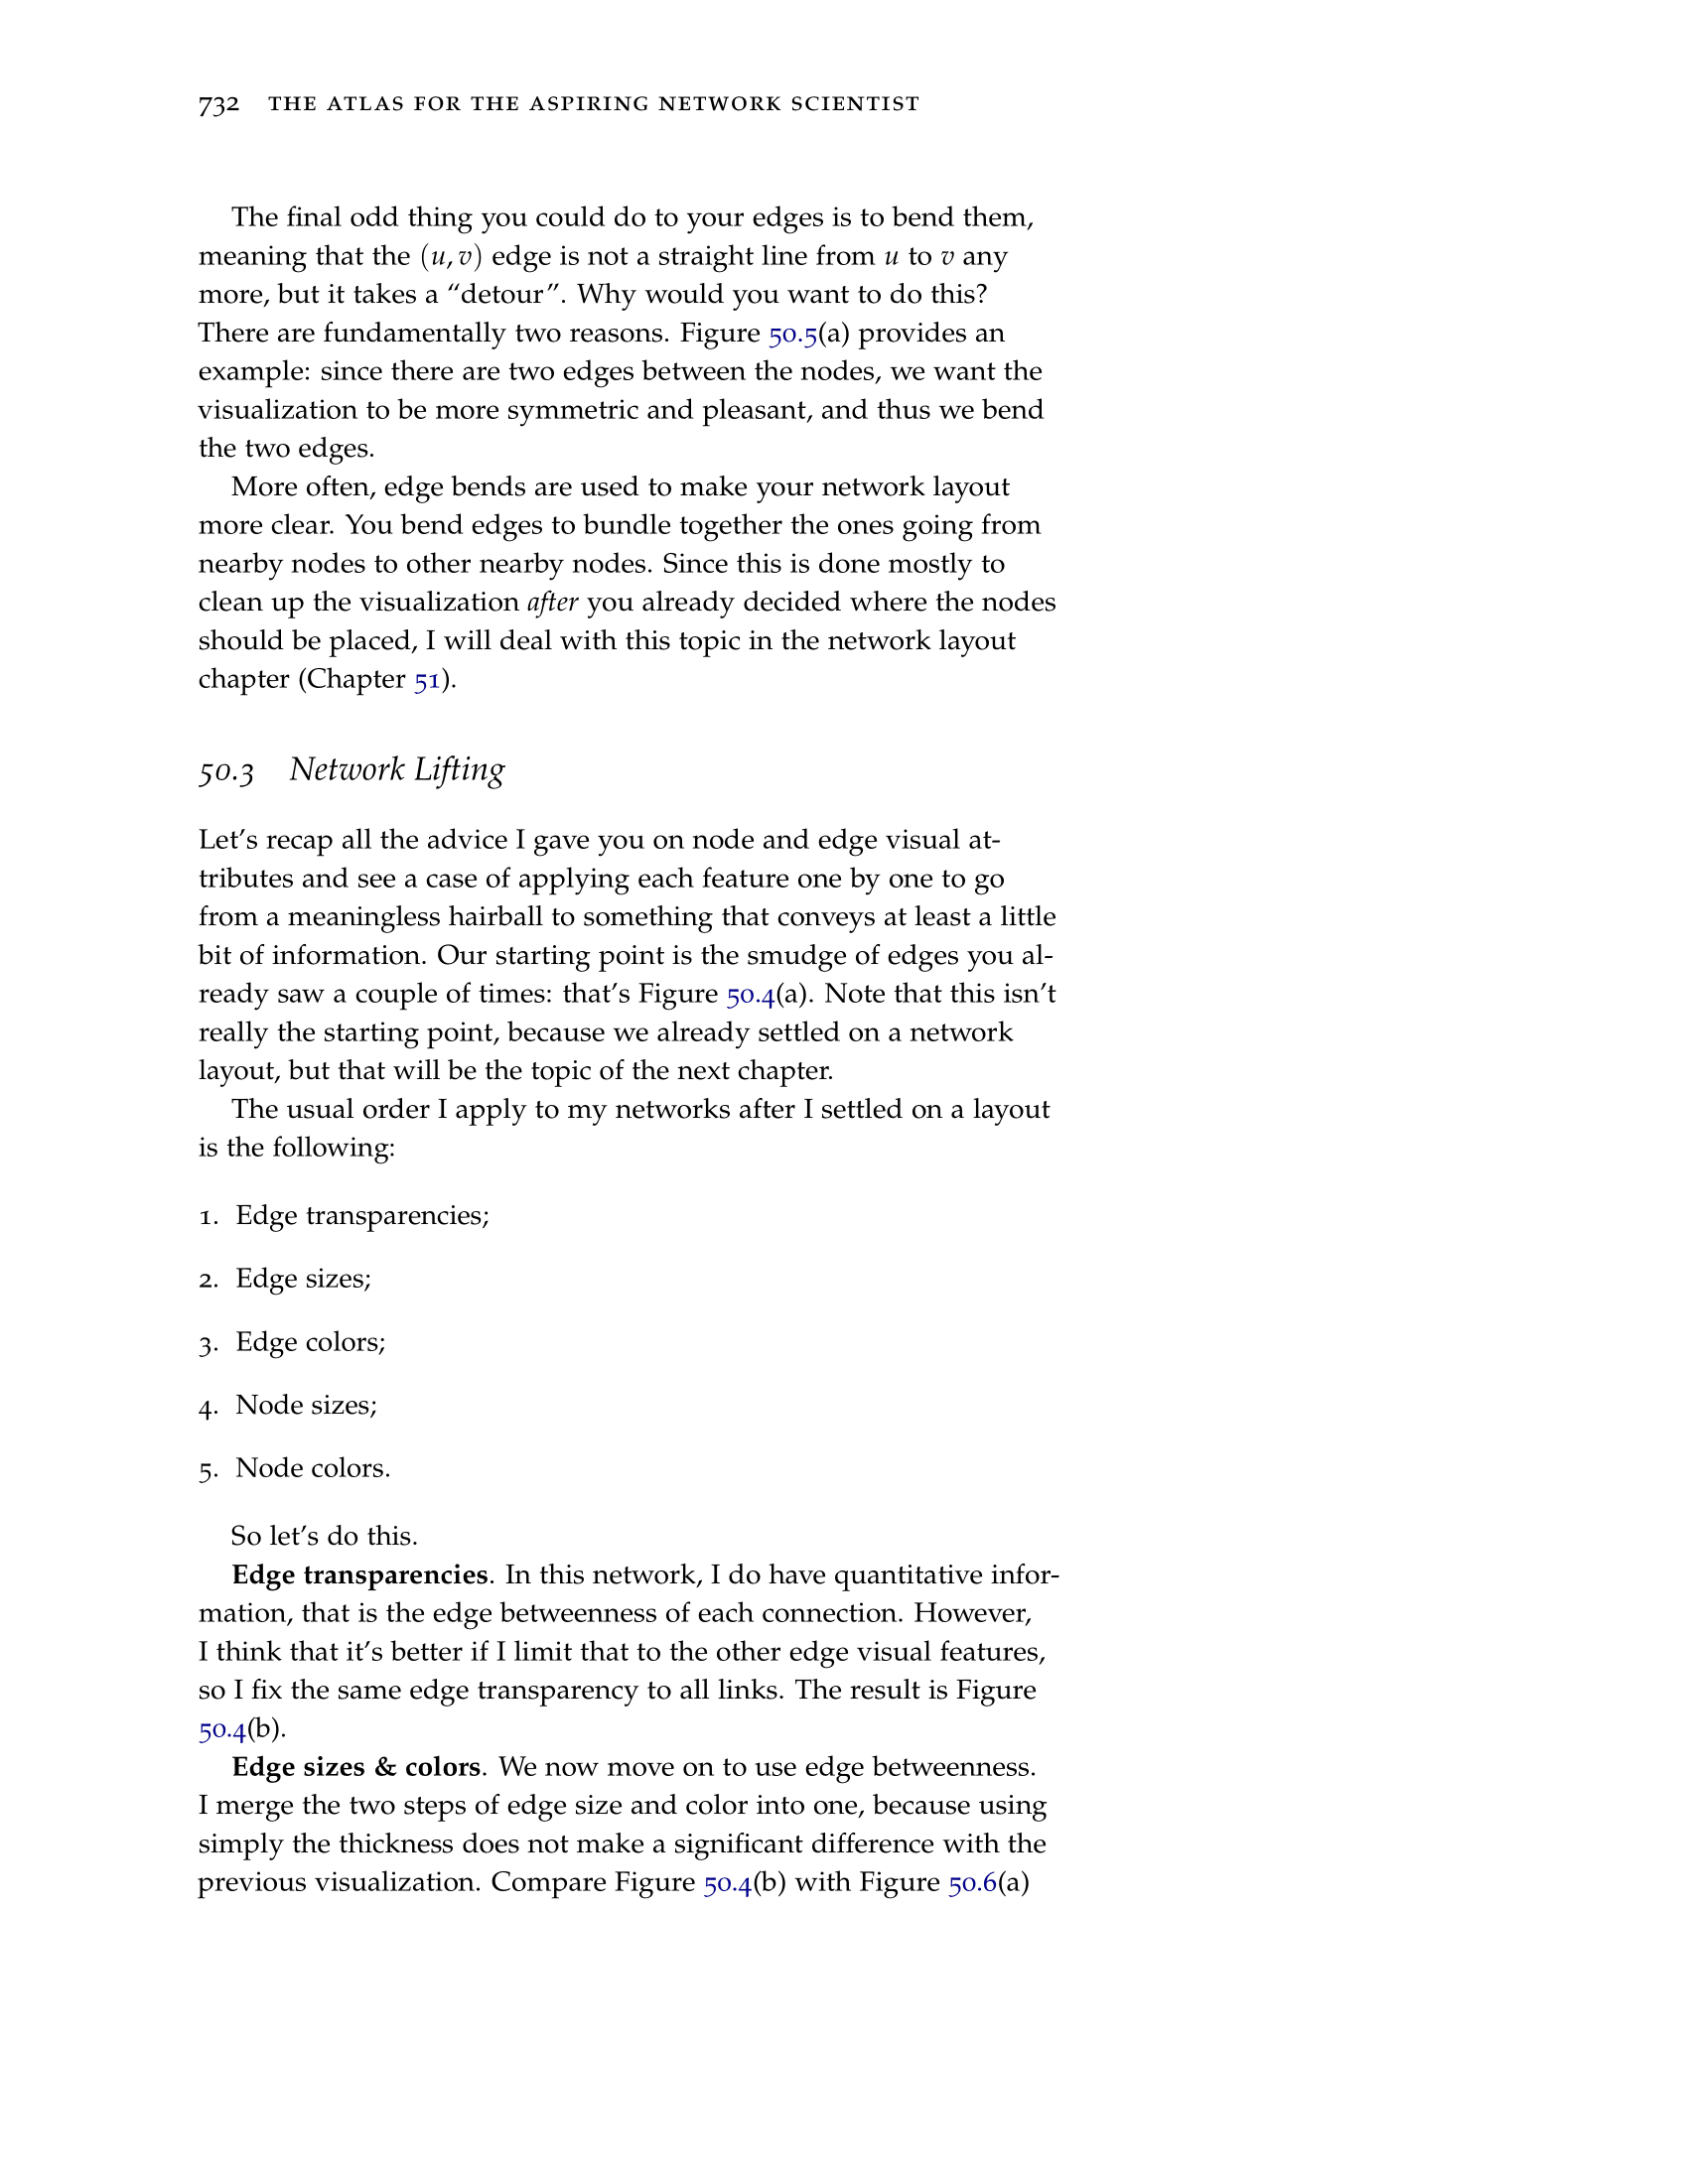 732 THE ATLAS FOR THE ASPIRING NETWORK SCIENTIST
The final odd thing you could do to your edges is to bend them,
meaning that the (u, v) edge is not a straight line from u to v any
more, but it takes a “detour”. Why would you want to do this?
There are fundamentally two reasons. Figure 50.5(a) provides an
example: since there are two edges between the nodes, we want the
visualization to be more symmetric and pleasant, and thus we bend
the two edges.
More often, edge bends are used to make your network layout
more clear. You bend edges to bundle together the ones going from
nearby nodes to other nearby nodes. Since this is done mostly to
clean up the visualization after you already decided where the nodes
should be placed, I will deal with this topic in the network layout
chapter (Chapter 51).
50.3 Network Lifting
Let’s recap all the advice I gave you on node and edge visual at-
tributes and see a case of applying each feature one by one to go
from a meaningless hairball to something that conveys at least a little
bit of information. Our starting point is the smudge of edges you al-
ready saw a couple of times: that’s Figure 50.4(a). Note that this isn’t
really the starting point, because we already settled on a network
layout, but that will be the topic of the next chapter.
The usual order I apply to my networks after I settled on a layout
is the following:
1. Edge transparencies;
2. Edge sizes;
3. Edge colors;
4. Node sizes;
5. Node colors.
So let’s do this.
Edge transparencies. In this network, I do have quantitative infor-
mation, that is the edge betweenness of each connection. However,
I think that it’s better if I limit that to the other edge visual features,
so I fix the same edge transparency to all links. The result is Figure
50.4(b).
Edge sizes & colors. We now move on to use edge betweenness.
I merge the two steps of edge size and color into one, because using
simply the thickness does not make a significant difference with the
previous visualization. Compare Figure 50.4(b) with Figure 50.6(a)